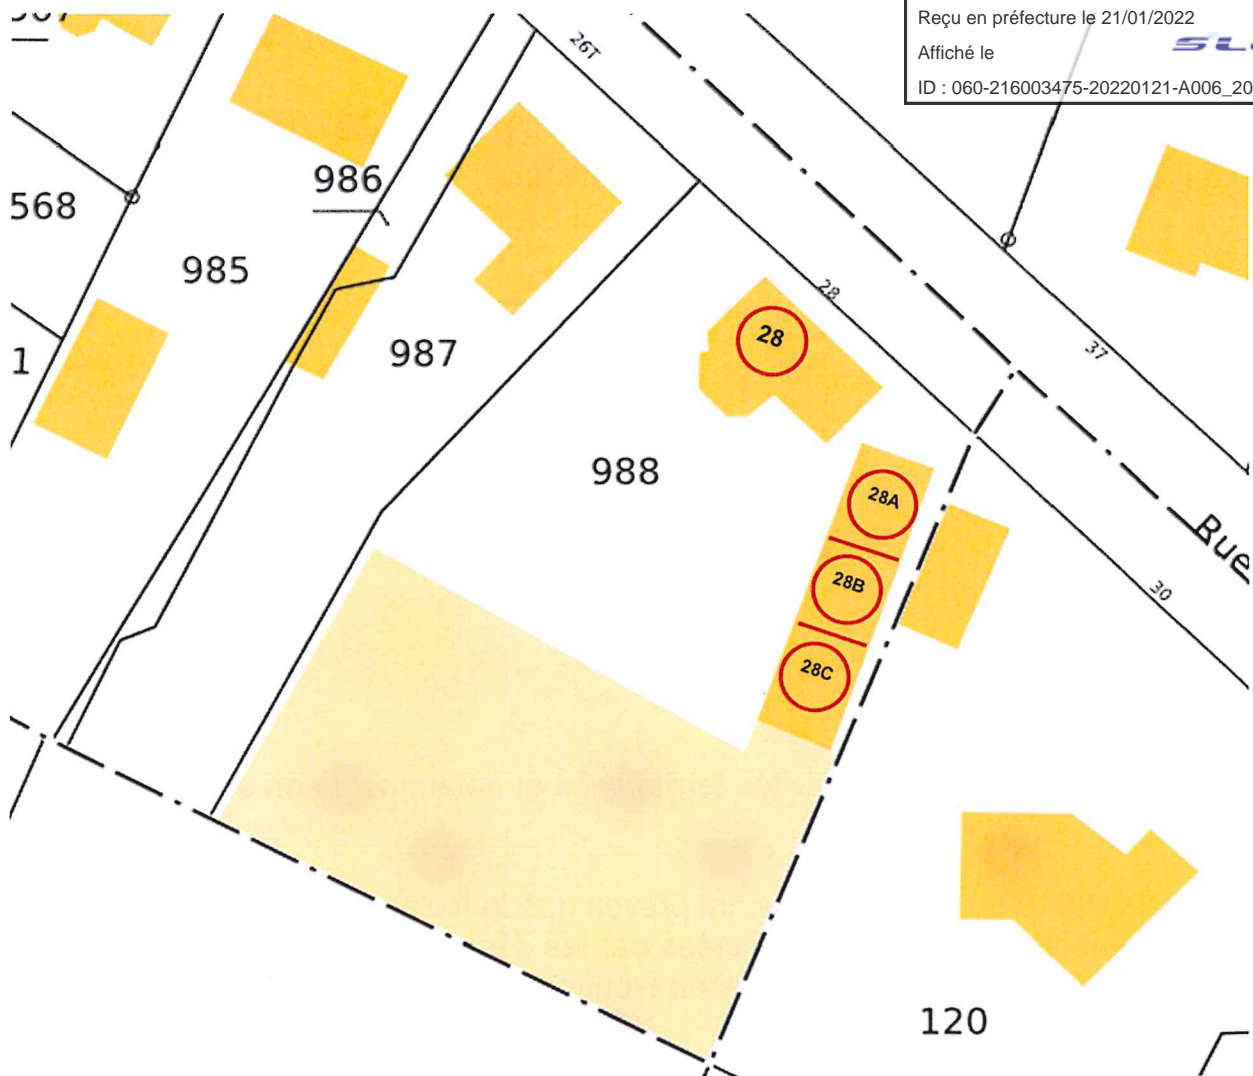 Reçu en préfecture le 21/01/2022
Affiché le
ID : 060-216003475-20220121-A006_20
26T
986
568
985
28
28
37
1
987
988
28A
Rue
28B
30
28C
120